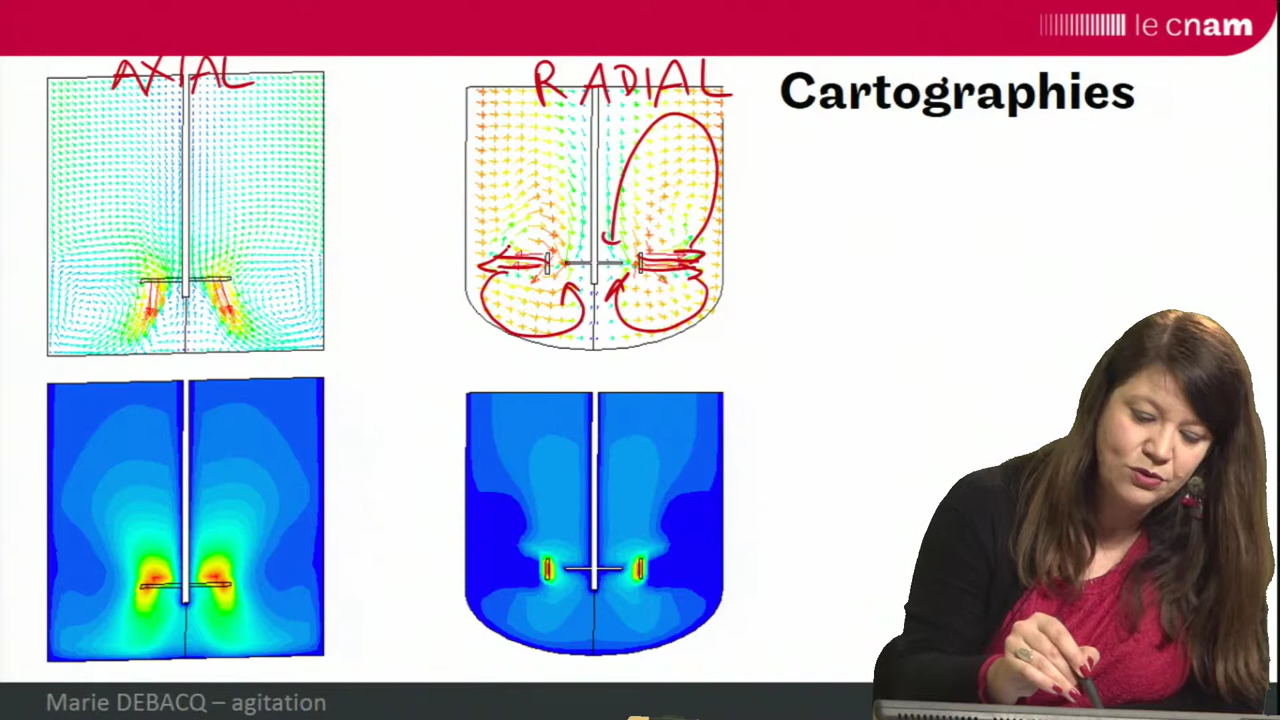 le cnam
AXIAL
RADIAL
Cartographies
Marie DEBACQ – agitation